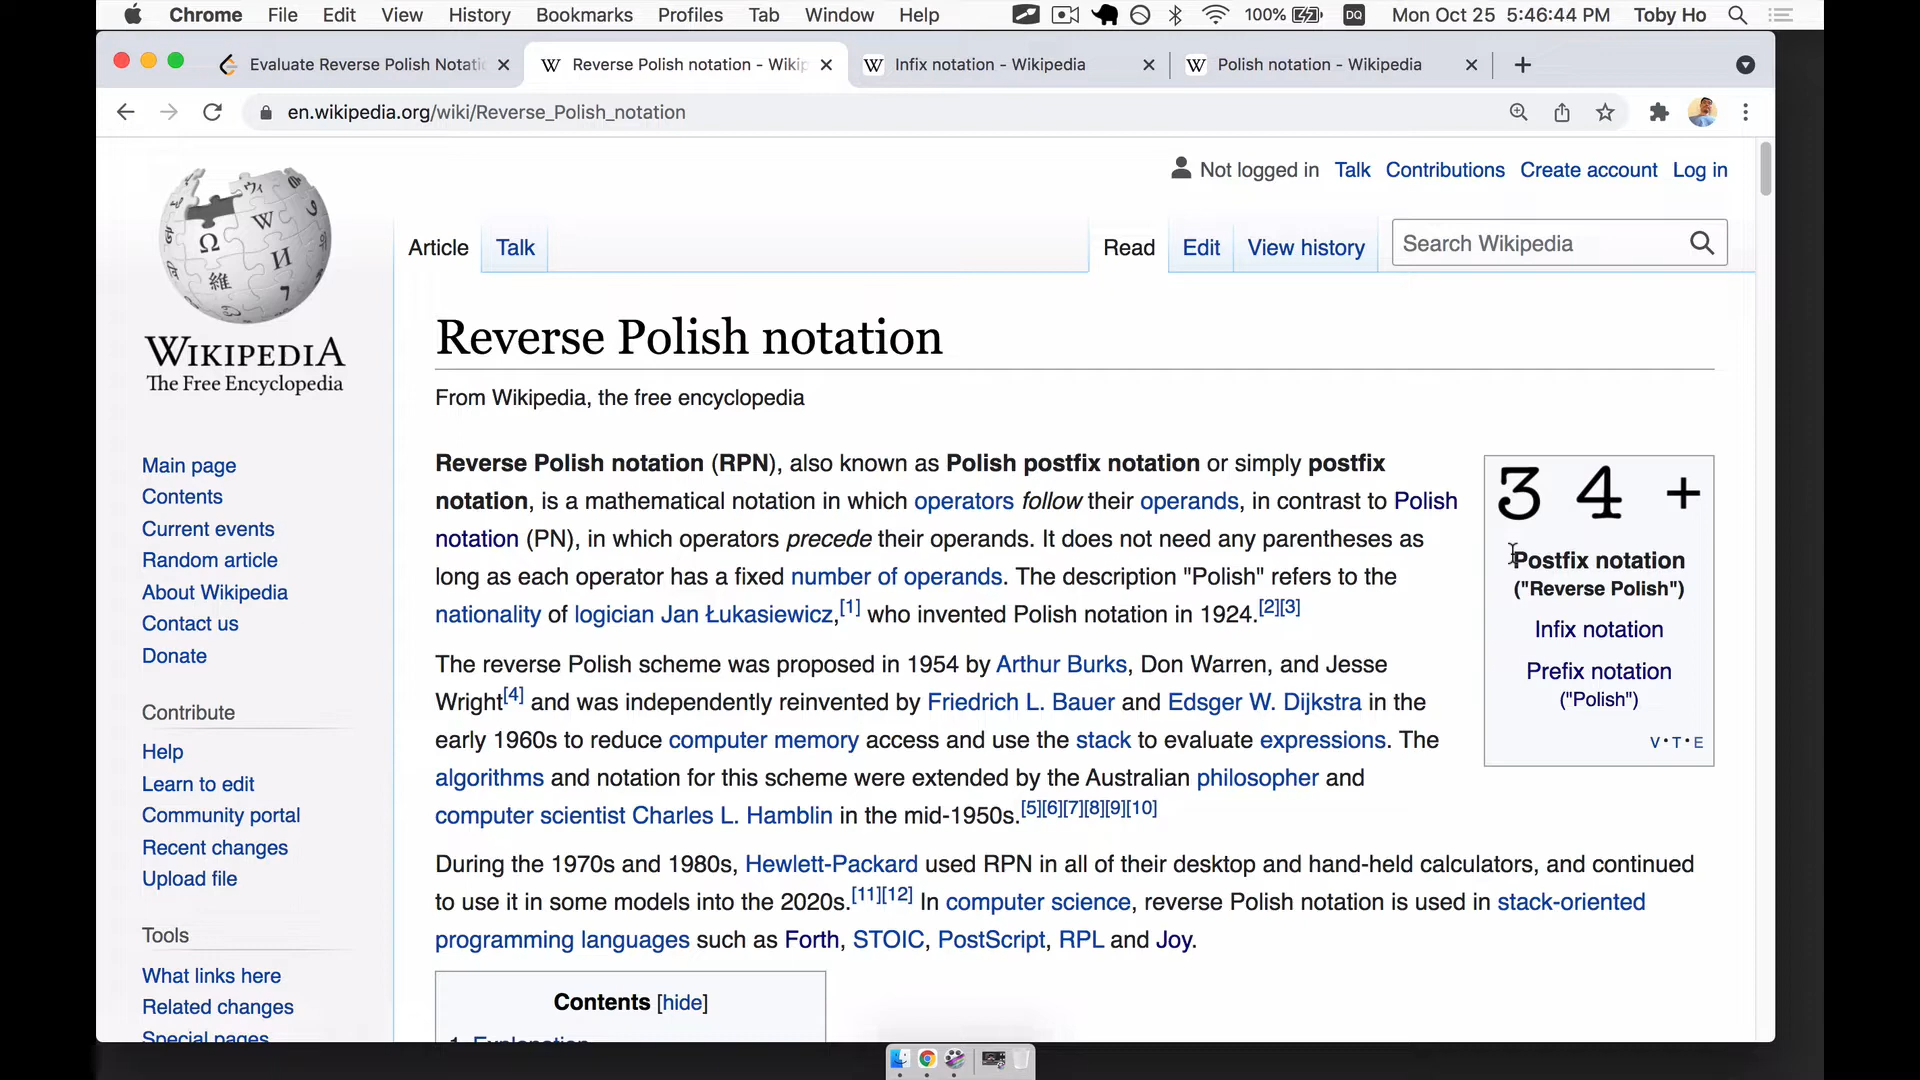 Chrome File Edit View History Bookmarks Profiles Tab Window Help 100% DQ Mon Oct 25 5:46:44 PM Toby Ho
Evaluate Reverse Polish Notati
Reverse Polish notation - Wikip
Infix notation - Wikipedia
Polish notation - Wikipedia
en.wikipedia.org/wiki/Reverse_Polish_notation
Not logged in Talk Contributions Create account Log in
Article Talk Read Edit View history Search Wikipedia
WIKIPEDIA
The Free Encyclopedia
Main page
Contents
Current events
Random article
About Wikipedia
Contact us
Donate
Contribute
Help
Learn to edit
Community portal
Recent changes
Upload file
Tools
What links here
Related changes
Special pages
Reverse Polish notation
From Wikipedia, the free encyclopedia
Reverse Polish notation (RPN), also known as Polish postfix notation or simply postfix
notation, is a mathematical notation in which operators follow their operands, in contrast to Polish
notation (PN), in which operators precede their operands. It does not need any parentheses as
long as each operator has a fixed number of operands. The description "Polish" refers to the
nationality of logician Jan Łukasiewicz,[1] who invented Polish notation in 1924.[2][3]
The reverse Polish scheme was proposed in 1954 by Arthur Burks, Don Warren, and Jesse
Wright[4] and was independently reinvented by Friedrich L. Bauer and Edsger W. Dijkstra in the
early 1960s to reduce computer memory access and use the stack to evaluate expressions. The
algorithms and notation for this scheme were extended by the Australian philosopher and
computer scientist Charles L. Hamblin in the mid-1950s.[5][6][7][8][9][10]
During the 1970s and 1980s, Hewlett-Packard used RPN in all of their desktop and hand-held calculators, and continued
to use it in some models into the 2020s.[11][12] In computer science, reverse Polish notation is used in stack-oriented
programming languages such as Forth, STOIC, PostScript, RPL and Joy.
3 4 +
Postfix notation
("Reverse Polish")
Infix notation
Prefix notation
("Polish")
V·T·E
Contents [hide]
1 Explanation